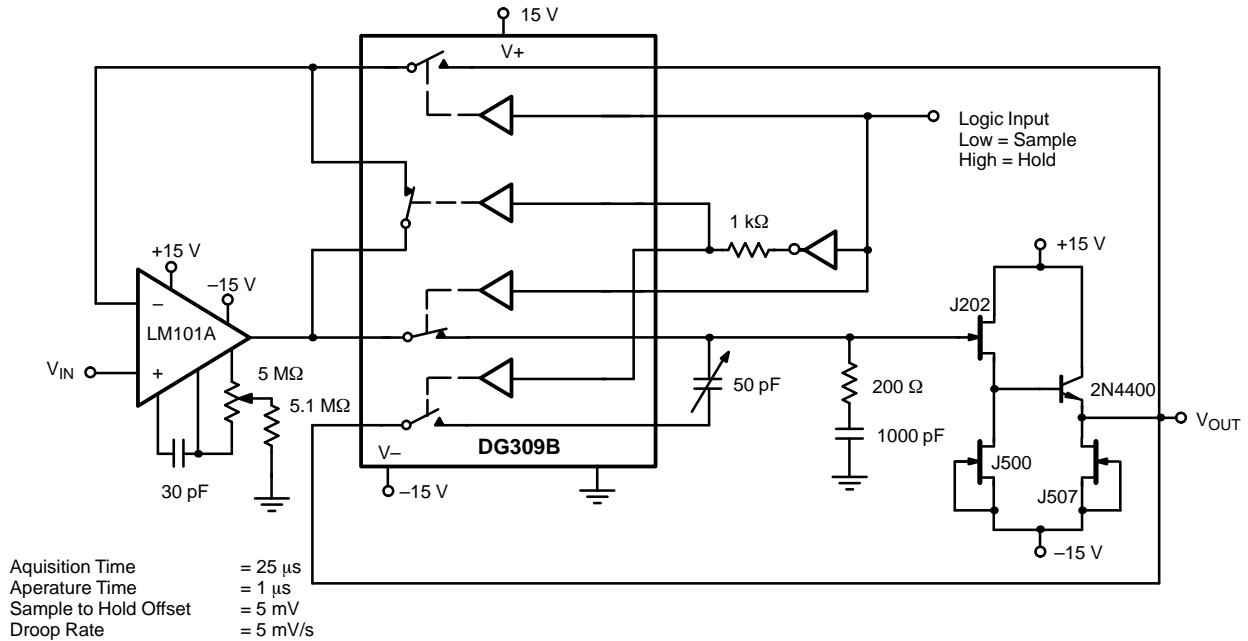 15 V
V+
Logic Input
Low = Sample
High = Hold
1 kΩ
+15 V
–15 V
+15 V
–
LM101A
J202
V_IN
+
5 MΩ
50 pF
200 Ω
2N4400
5.1 MΩ
V_OUT
1000 pF
V–
DG309B
J500
30 pF
–15 V
J507
–15 V
Aquisition Time = 25 μs
Aperature Time = 1 μs
Sample to Hold Offset = 5 mV
Droop Rate = 5 mV/s